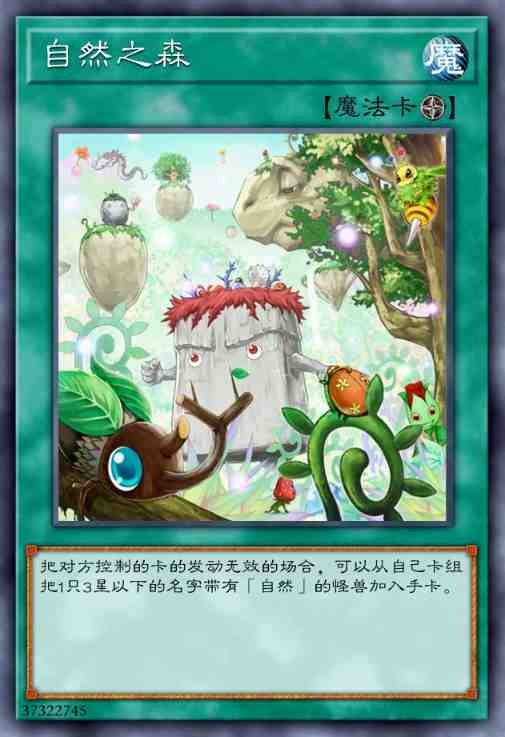 自然之森
魔
【魔法卡】
把对方控制的卡的发动无效的场合，可以从自己卡组
把1只3星以下的名字带有「自然」的怪兽加入手卡。
37322745